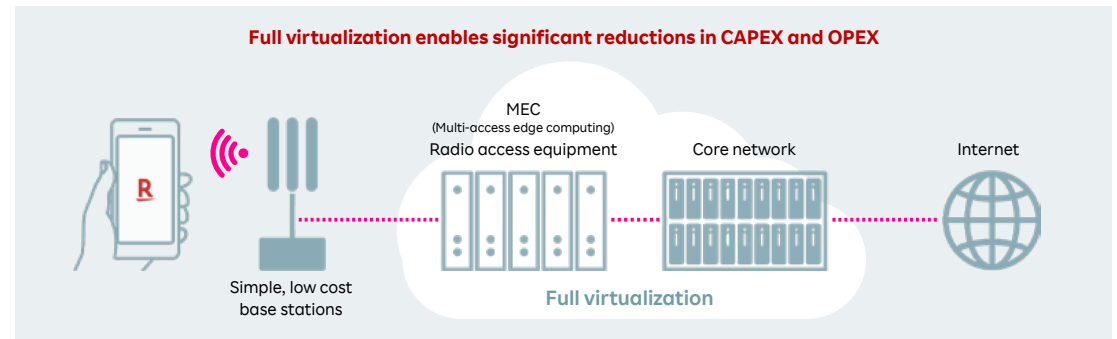 Full virtualization enables significant reductions in CAPEX and OPEX
R
Simple, low cost
base stations
MEC
(Multi-access edge computing)
Radio access equipment
Core network
Internet
Full virtualization